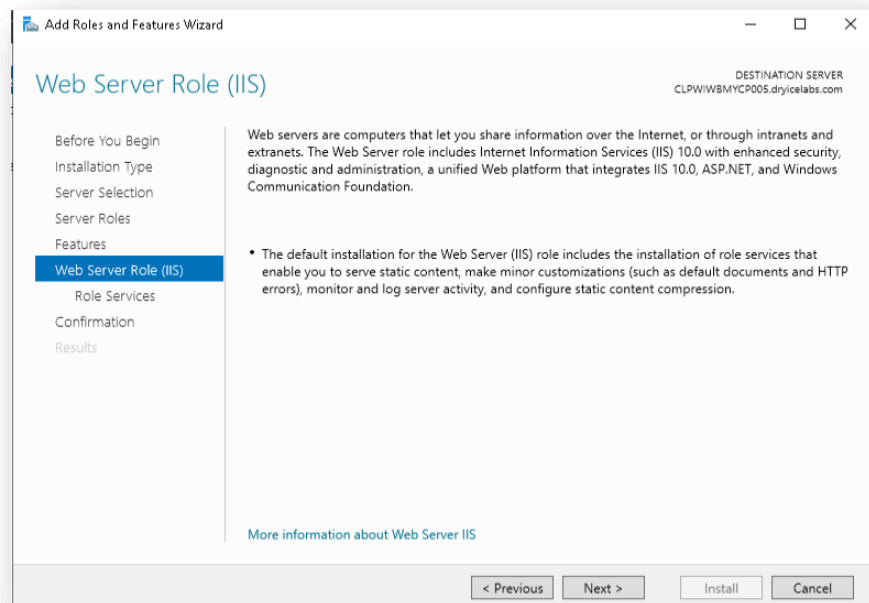 Add Roles and Features Wizard
Web Server Role (IIS)
DESTINATION SERVER
CLPWIWBMYCP005.dryicelabs.com
Before You Begin
Installation Type
Server Selection
Server Roles
Features
Web Server Role (IIS)
Role Services
Confirmation
Results
Web servers are computers that let you share information over the Internet, or through intranets and
extranets. The Web Server role includes Internet Information Services (IIS) 10.0 with enhanced security,
diagnostic and administration, a unified Web platform that integrates IIS 10.0, ASP.NET, and Windows
Communication Foundation.
• The default installation for the Web Server (IIS) role includes the installation of role services that
enable you to serve static content, make minor customizations (such as default documents and HTTP
errors), monitor and log server activity, and configure static content compression.
More information about Web Server IIS
< Previous
Next >
Install
Cancel